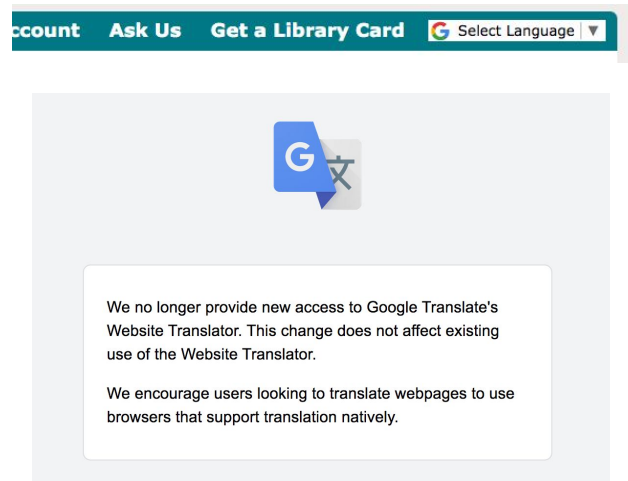 ccount Ask Us Get a Library Card G Select Language ▼
G 文
We no longer provide new access to Google Translate's
Website Translator. This change does not affect existing
use of the Website Translator.
We encourage users looking to translate webpages to use
browsers that support translation natively.